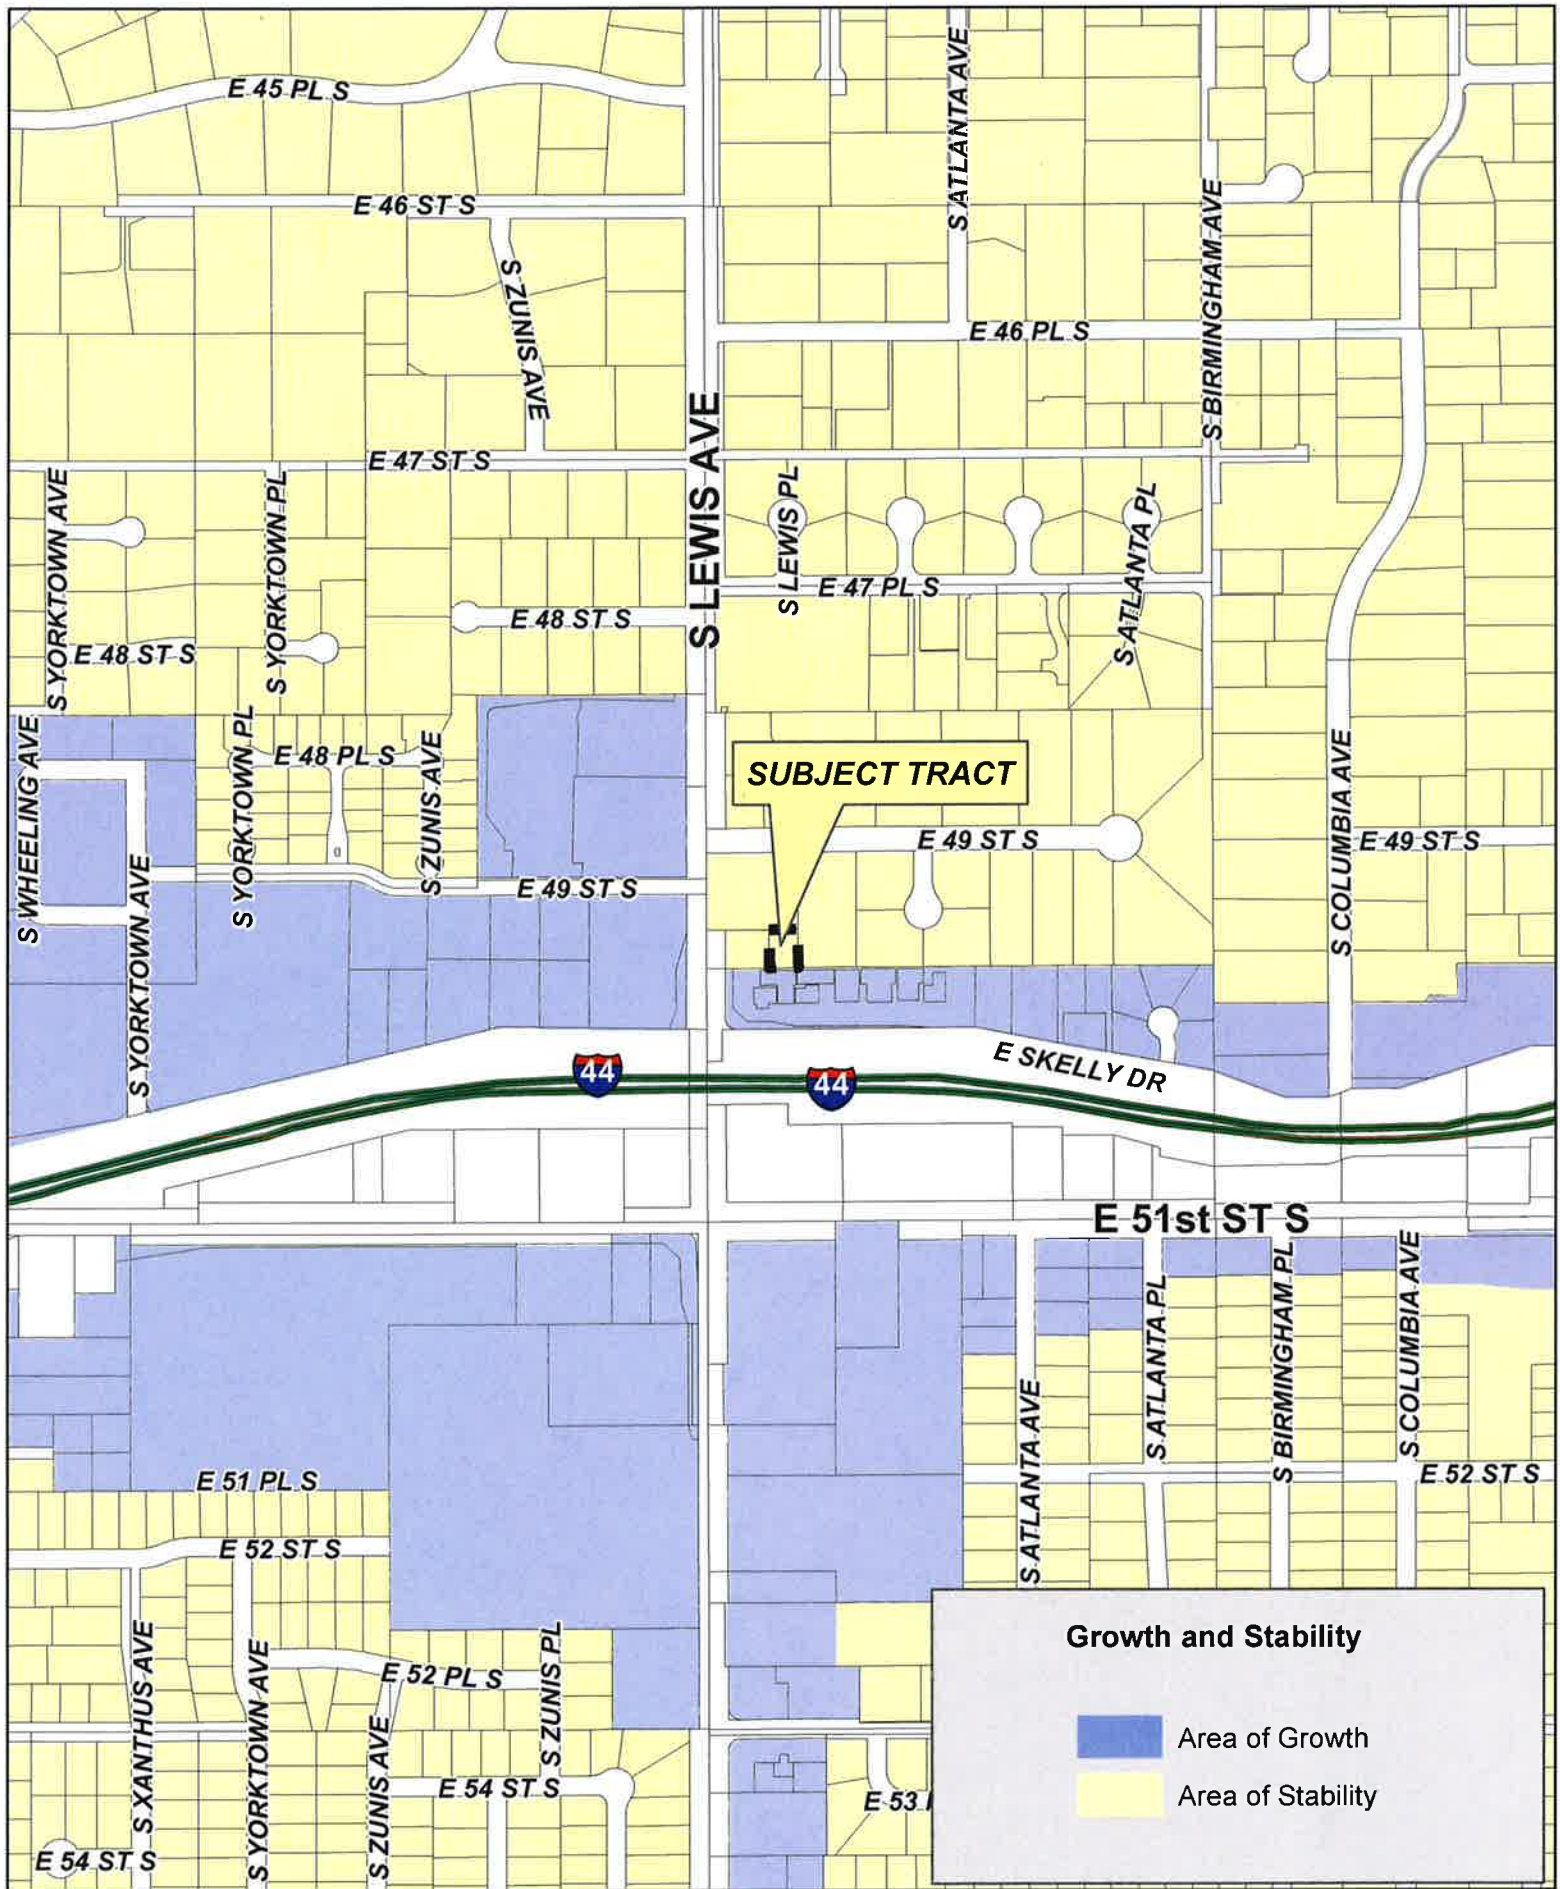 E 45 PL S
S ATLANTA AVE
E 46 ST S
S BIRMINGHAM AVE
S ZUNIS AVE
E 46 PL S
S LEWIS AVE
E 47 ST S
S YORKTOWN AVE
S YORKTOWN PL
S LEWIS PL
S ATLANTA PL
E 47 PL S
E 48 ST S
E 48 ST S
S WHEELING AVE
S YORKTOWN PL
E 48 PL S
S ZUNIS AVE
SUBJECT TRACT
S COLUMBIA AVE
E 49 ST S
E 49 ST S
S YORKTOWN AVE
E 49 ST S
44
44
E SKELLY DR
E 51st ST S
S ATLANTA PL
S BIRMINGHAM PL
S COLUMBIA AVE
S ATLANTA AVE
E 51 PL S
E 52 ST S
E 52 ST S
S XANTHUS AVE
S YORKTOWN AVE
E 52 PL S
S ZUNIS PL
S ZUNIS AVE
E 54 ST S
E 53
E 54 ST S
Growth and Stability
Area of Growth
Area of Stability